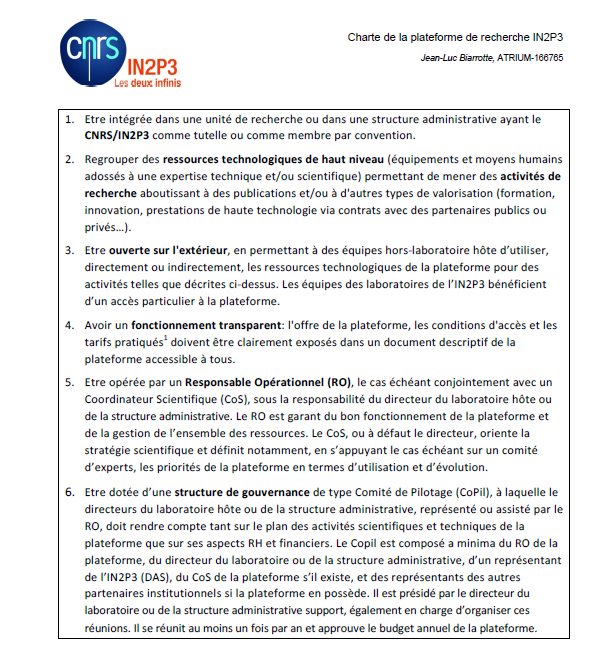 Charte de la plateforme de recherche IN2P3
Jean-Luc Biarrotte, ATRIUM-166765
cnrs
IN2P3
Les deux infinis
1. Etre intégrée dans une unité de recherche ou dans une structure administrative ayant le
CNRS/IN2P3 comme tutelle ou comme membre par convention.
2. Regrouper des ressources technologiques de haut niveau (équipements et moyens humains
adossés à une expertise technique et/ou scientifique) permettant de mener des activités de
recherche aboutissant à des publications et/ou à d'autres types de valorisation (formation,
innovation, prestations de haute technologie via contrats avec des partenaires publics ou
privés…).
3. Etre ouverte sur l'extérieur, en permettant à des équipes hors-laboratoire hôte d’utiliser,
directement ou indirectement, les ressources technologiques de la plateforme pour des
activités telles que décrites ci-dessus. Les équipes des laboratoires de l’IN2P3 bénéficient
d’un accès particulier à la plateforme.
4. Avoir un fonctionnement transparent: l'offre de la plateforme, les conditions d'accès et les
tarifs pratiqués¹ doivent être clairement exposés dans un document descriptif de la
plateforme accessible à tous.
5. Etre opérée par un Responsable Opérationnel (RO), le cas échéant conjointement avec un
Coordinateur Scientifique (CoS), sous la responsabilité du directeur du laboratoire hôte ou
de la structure administrative. Le RO est garant du bon fonctionnement de la plateforme et
de la gestion de l’ensemble des ressources. Le CoS, ou à défaut le directeur, oriente la
stratégie scientifique et définit notamment, en s’appuyant le cas échéant sur un comité
d’experts, les priorités de la plateforme en termes d’utilisation et d’évolution.
6. Etre dotée d’une structure de gouvernance de type Comité de Pilotage (CoPil), à laquelle le
directeurs du laboratoire hôte ou de la structure administrative, représenté ou assisté par le
RO, doit rendre compte tant sur le plan des activités scientifiques et techniques de la
plateforme que sur ses aspects RH et financiers. Le Copil est composé a minima du RO de la
plateforme, du directeur du laboratoire ou de la structure administrative, d’un représentant
de l’IN2P3 (DAS), du CoS de la plateforme s’il existe, et des représentants des autres
partenaires institutionnels si la plateforme en possède. Il est présidé par le directeur du
laboratoire ou de la structure administrative support, également en charge d’organiser ces
réunions. Il se réunit au moins un fois par an et approuve le budget annuel de la plateforme.